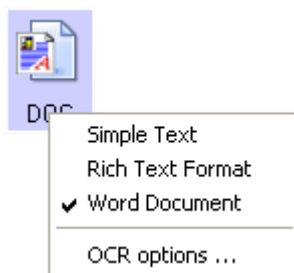 DOC
Simple Text
Rich Text Format
Word Document
OCR options ...